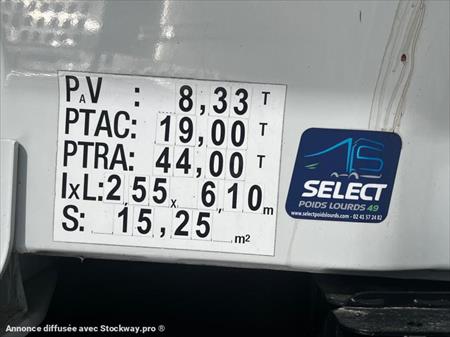 PAV : 8,33 T
PTAC: 19,00 T
PTRA: 44,00 T
lxL: 2,55 x 6,10 m
S: 15,25 m²
SELECT
POIDS LOURDS 49
www.selectpoidslourds.com - 02 41 57 24 82
Annonce diffusée avec Stockway.pro ®